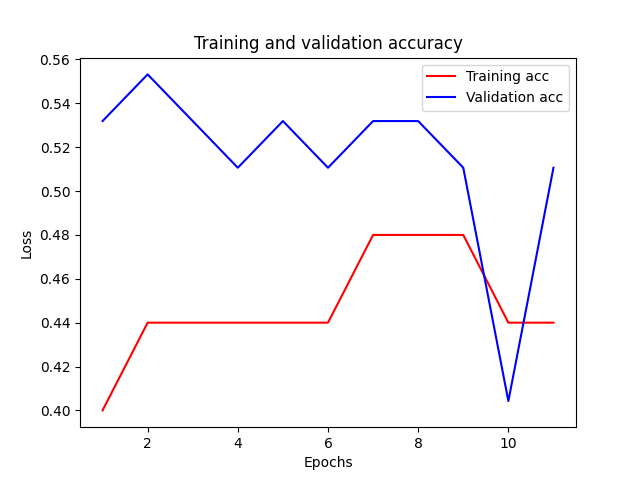 Training and validation accuracy
Training acc
Validation acc
0.56
0.54
0.52
0.50
0.48
0.46
0.44
0.42
0.40
Loss
2 4 6 8 10
Epochs